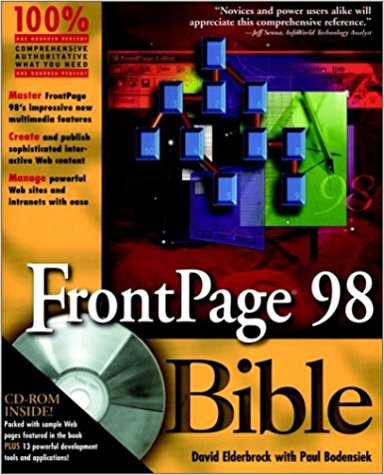 100%
ONE HUNDRED PERCENT
COMPREHENSIVE
AUTHORITATIVE
WHAT YOU NEED
ONE HUNDRED PERCENT
Master FrontPage
98's impressive new
multimedia features
Create and publish
sophisticated inter-
active Web content
Manage powerful
Web sites and
intranets with ease
"Novices and power users alike will
appreciate this comprehensive reference."
—Jeff Senna, InfoWorld Technology Analyst
FrontPage Editor
98
FrontPage® 98
Bible
CD-ROM
INSIDE!
Packed with sample Web
pages featured in the book
PLUS 13 powerful development
tools and applications!
David Elderbrock with Paul Bodensiek